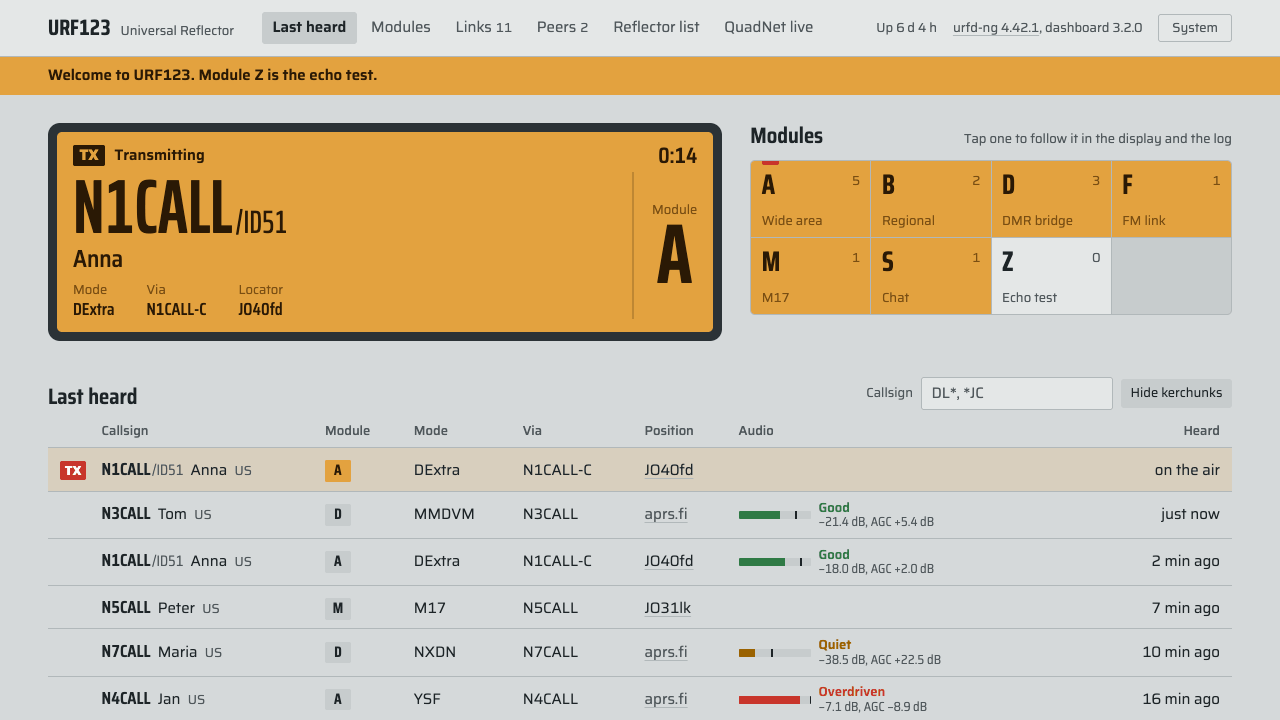 URF123 Universal Reflector Last heard Modules Links 11 Peers 2 Reflector list QuadNet live Up 6 d 4 h urfd-ng 4.42.1, dashboard 3.2.0 System
Welcome to URF123. Module Z is the echo test.
TX Transmitting 0:14
N1CALL/ID51
Anna
Mode Via Locator
DExtra N1CALL-C JO40fd
Module
A
Modules Tap one to follow it in the display and the log
A 5 B 2 D 3 F 1
Wide area Regional DMR bridge FM link
M 1 S 1 Z 0
M17 Chat Echo test
Last heard Callsign DL*, *JC Hide kerchunks
Callsign Module Mode Via Position Audio Heard
TX N1CALL/ID51 Anna US A DExtra N1CALL-C JO40fd on the air
N3CALL Tom US D MMDVM N3CALL aprs.fi Good just now
−21.4 dB, AGC +5.4 dB
N1CALL/ID51 Anna US A DExtra N1CALL-C JO40fd Good 2 min ago
−18.0 dB, AGC +2.0 dB
N5CALL Peter US M M17 N5CALL JO31lk 7 min ago
N7CALL Maria US D NXDN N7CALL aprs.fi Quiet 10 min ago
−38.5 dB, AGC +22.5 dB
N4CALL Jan US A YSF N4CALL aprs.fi Overdriven 16 min ago
−7.1 dB, AGC −8.9 dB